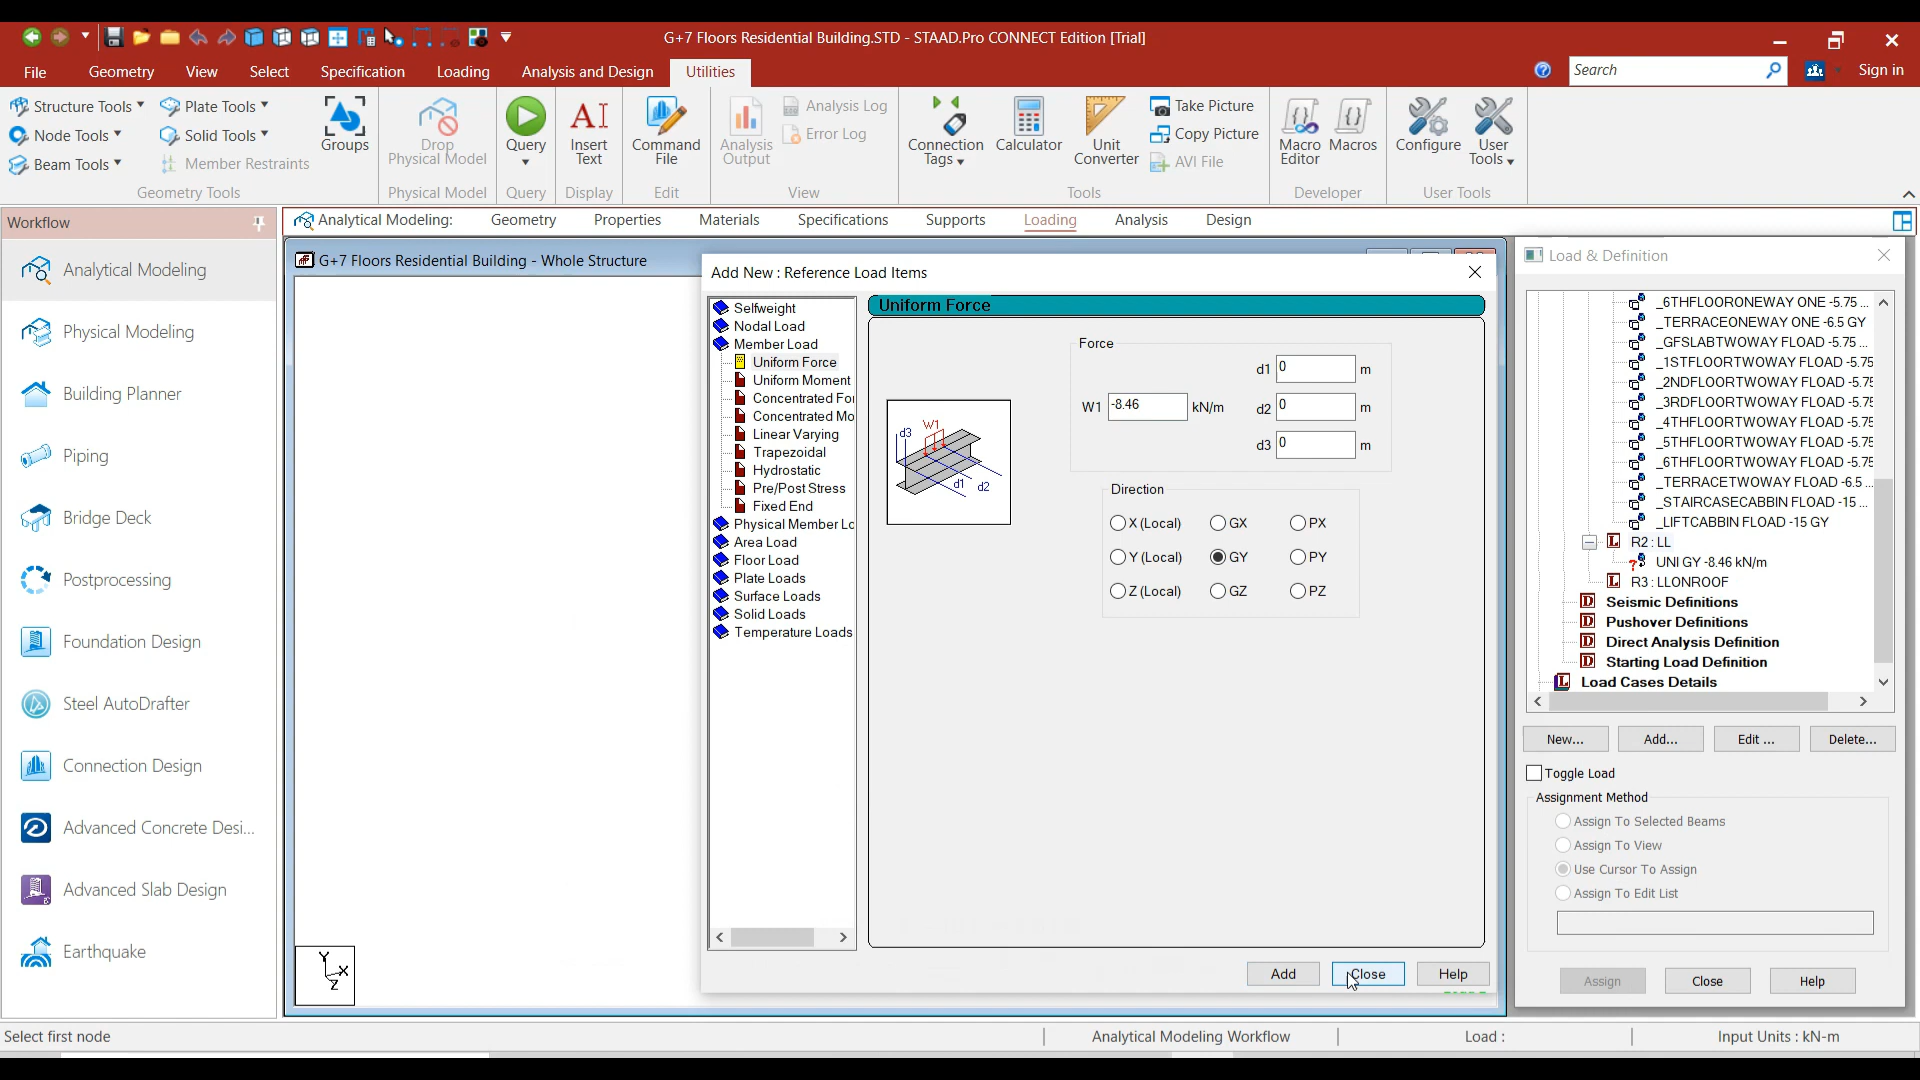 G+7 Floors Residential Building.STD - STAAD.Pro CONNECT Edition [Trial]
File Geometry View Select Specification Loading Analysis and Design Utilities Search Sign in
Structure Tools
Node Tools
Beam Tools
Plate Tools
Solid Tools
Member Restraints
Geometry Tools
Groups
Drop
Physical Model
Physical Model
Query
Query
Insert
Text
Display
Command
File
Edit
Analysis
Output
Analysis Log
Error Log
View
Connection
Tags
Calculator
Unit
Converter
Take Picture
Copy Picture
AVI File
Tools
Macro
Editor
Macros
Developer
Configure
User
Tools
User Tools
Workflow
Analytical Modeling
Physical Modeling
Building Planner
Piping
Bridge Deck
Postprocessing
Foundation Design
Steel AutoDrafter
Connection Design
Advanced Concrete Desi...
Advanced Slab Design
Earthquake
Analytical Modeling: Geometry Properties Materials Specifications Supports Loading Analysis Design
G+7 Floors Residential Building - Whole Structure
Y
X
Z
Add New : Reference Load Items
Selfweight
Nodal Load
Member Load
Uniform Force
Uniform Moment
Concentrated For
Concentrated Mo
Linear Varying
Trapezoidal
Hydrostatic
Pre/Post Stress
Fixed End
Physical Member Lo
Area Load
Floor Load
Plate Loads
Surface Loads
Solid Loads
Temperature Loads
Uniform Force
W1
d3
d1
d2
Force
d1 0 m
W1 -8.46 kN/m d2 0 m
d3 0 m
Direction
X (Local) GX PX
Y (Local) GY PY
Z (Local) GZ PZ
Add Close Help
Load & Definition
_6THFLOORONEWAY ONE -5.75 ...
_TERRACEONEWAY ONE -6.5 GY
_GFSLABTWOWAY FLOAD -5.75 ...
_1STFLOORTWOWAY FLOAD -5.75
_2NDFLOORTWOWAY FLOAD -5.75
_3RDFLOORTWOWAY FLOAD -5.75
_4THFLOORTWOWAY FLOAD -5.75
_5THFLOORTWOWAY FLOAD -5.75
_6THFLOORTWOWAY FLOAD -5.75
_TERRACETWOWAY FLOAD -6.5 ...
_STAIRCASECABBIN FLOAD -15 ...
_LIFTCABBIN FLOAD -15 GY
L R2 : LL
UNI GY -8.46 kN/m
L R3 : LLONROOF
D Seismic Definitions
D Pushover Definitions
D Direct Analysis Definition
D Starting Load Definition
L Load Cases Details
New... Add... Edit ... Delete...
Toggle Load
Assignment Method
Assign To Selected Beams
Assign To View
Use Cursor To Assign
Assign To Edit List
Assign Close Help
Select first node Analytical Modeling Workflow Load : Input Units : kN-m